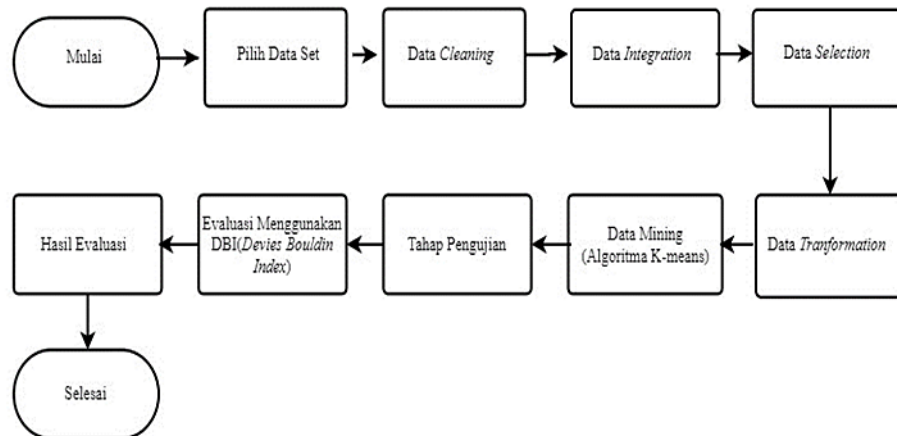 Mulai
Pilih Data Set
Data Cleaning
Data Integration
Data Selection
Data Tranformation
Data Mining
(Algoritma K-means)
Tahap Pengujian
Evaluasi Menggunakan
DBI(Devies Bouldin
Index)
Hasil Evaluasi
Selesai